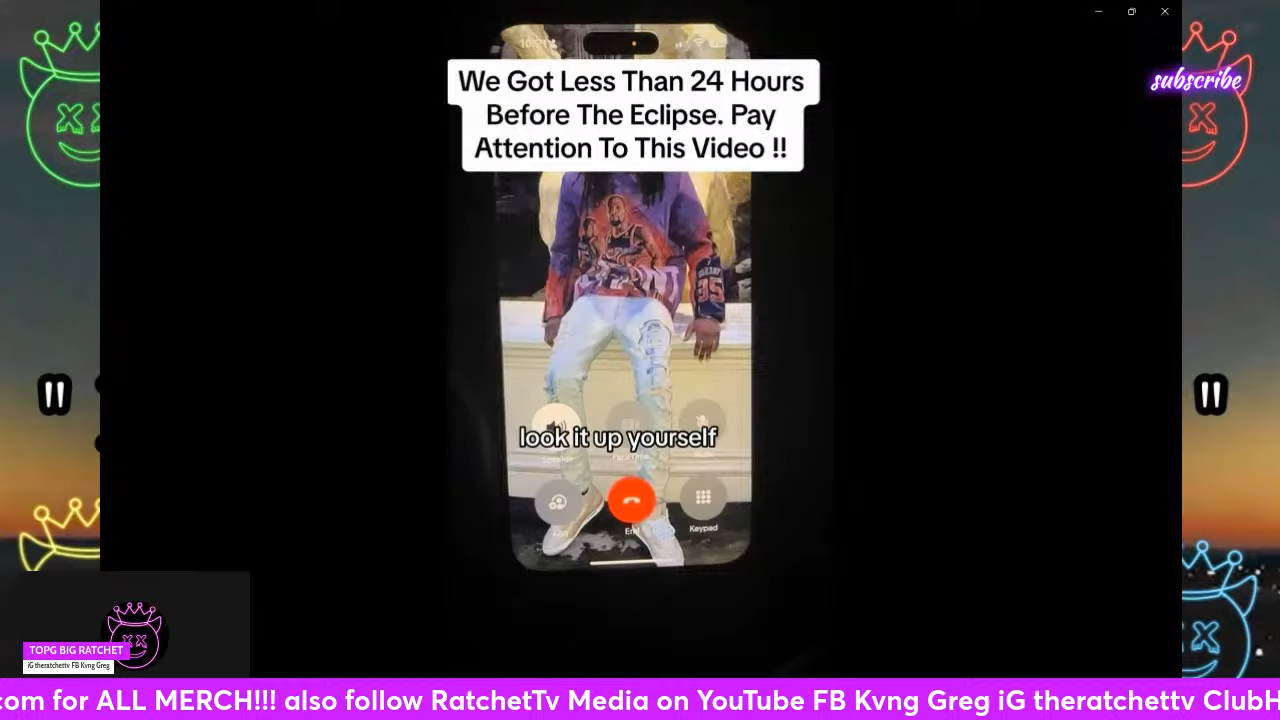 subscribe
We Got Less Than 24 Hours
Before The Eclipse. Pay
Attention To This Video !!
35
look it up yourself
End
Keypad
TOPG BIG RATCHET
iG theratchettv FB Kvng Greg
com for ALL MERCH!!! also follow RatchetTv Media on YouTube FB Kvng Greg iG theratchettv ClubH